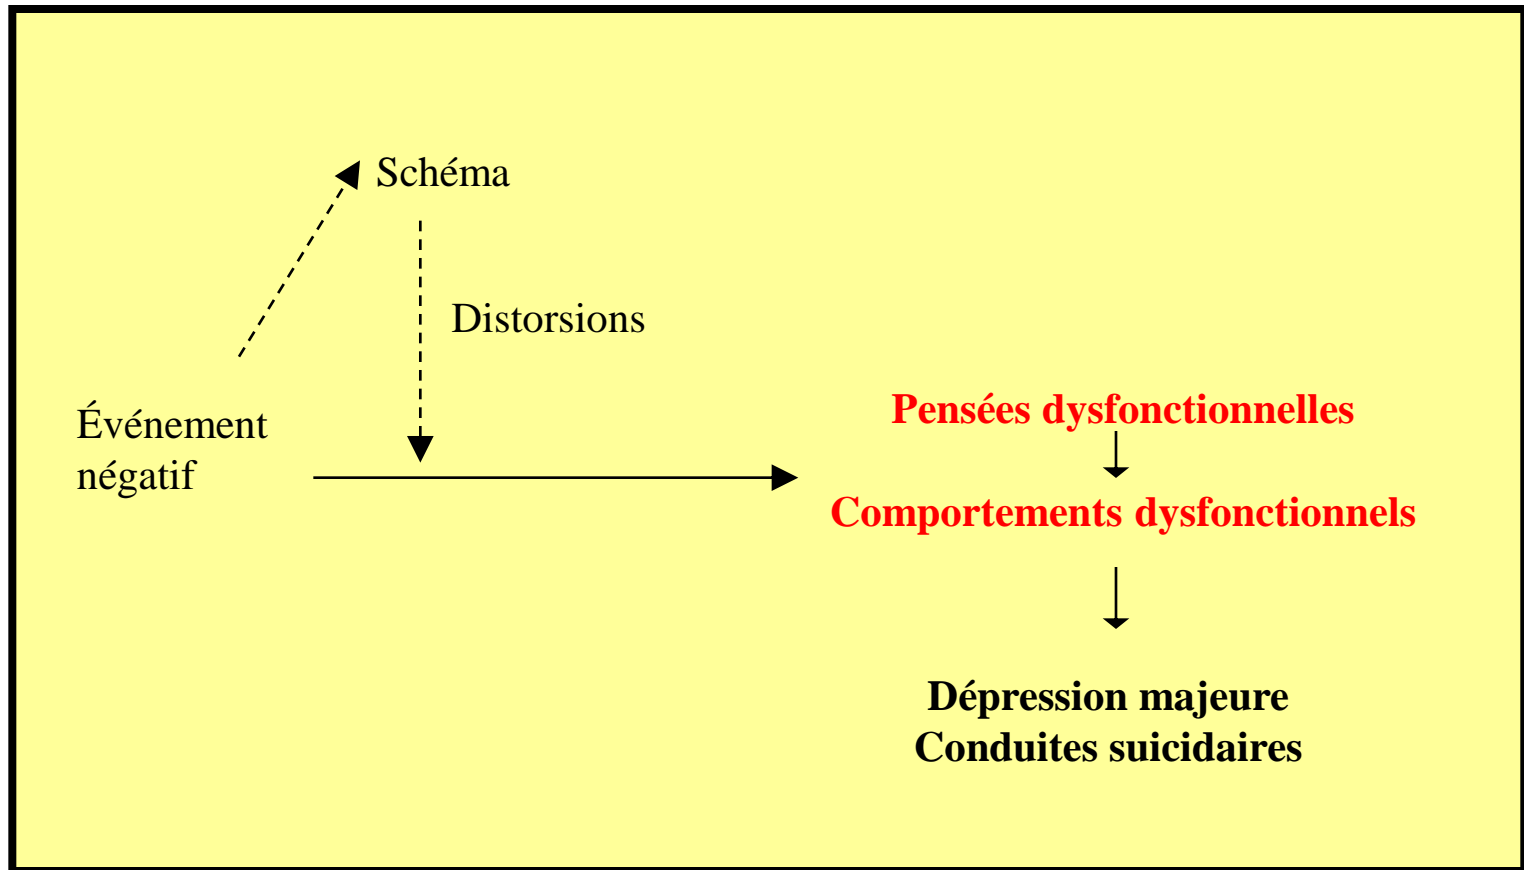 Schéma
Distorsions
Événement
négatif
Pensées dysfonctionnelles
Comportements dysfonctionnels
Dépression majeure
Conduites suicidaires